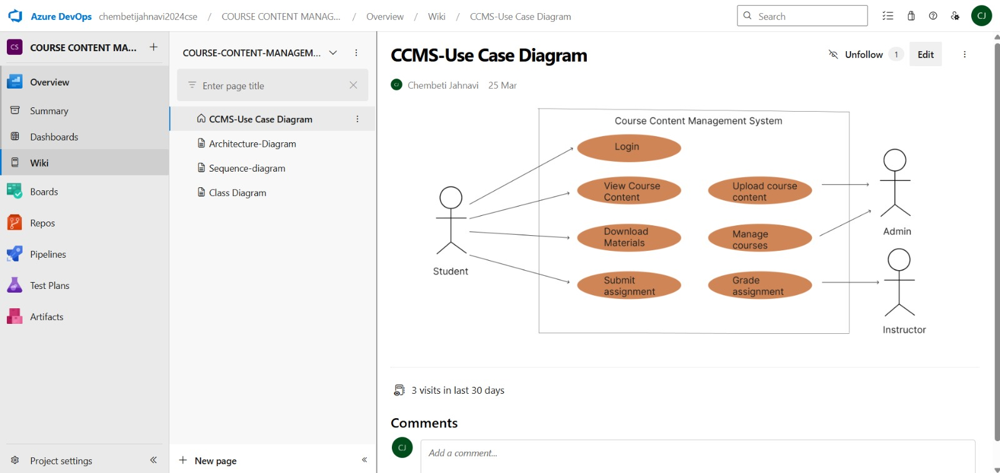 Azure DevOps chembetijahnavi2024cse / COURSE CONTENT MANAG... / Overview / Wiki / CCMS-Use Case Diagram
Search
CJ
CS COURSE CONTENT MA...
Overview
Summary
Dashboards
Wiki
Boards
Repos
Pipelines
Test Plans
Artifacts
Project settings
COURSE-CONTENT-MANAGEM...
Enter page title
CCMS-Use Case Diagram
Architecture-Diagram
Sequence-diagram
Class Diagram
New page
CCMS-Use Case Diagram
Unfollow 1 Edit
CJ Chembeti Jahnavi 25 Mar
Course Content Management System
Login
View Course
Content
Download
Materials
Submit
assignment
Upload course
content
Manage
courses
Grade
assignment
Student
Admin
Instructor
3 visits in last 30 days
Comments
CJ
Add a comment...